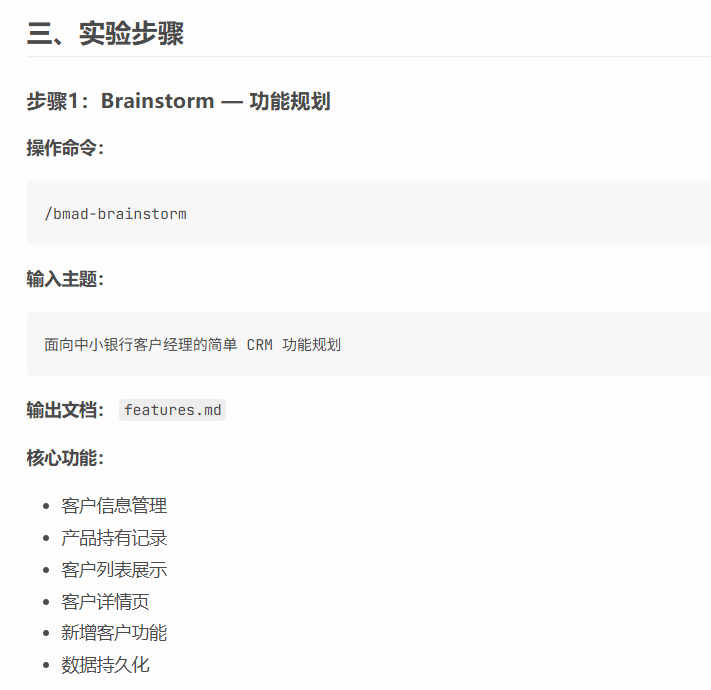 三、实验步骤
步骤1：Brainstorm — 功能规划
操作命令：
/bmad-brainstorm
输入主题：
面向中小银行客户经理的简单 CRM 功能规划
输出文档： features.md
核心功能：
• 客户信息管理
• 产品持有记录
• 客户列表展示
• 客户详情页
• 新增客户功能
• 数据持久化